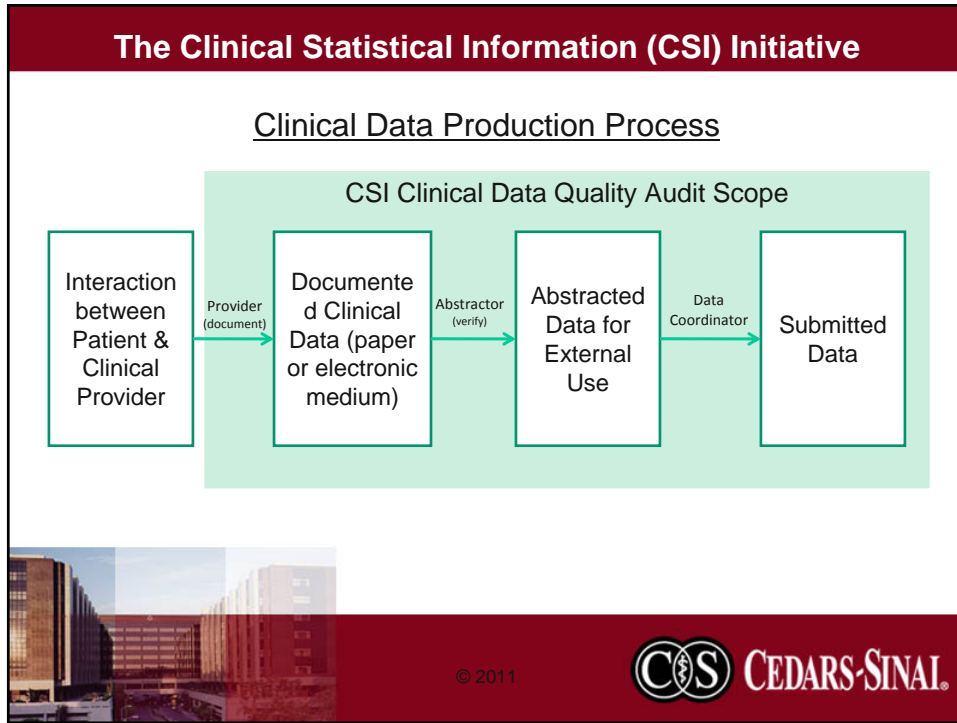 The Clinical Statistical Information (CSI) Initiative
Clinical Data Production Process
CSI Clinical Data Quality Audit Scope
Interaction
between
Patient &
Clinical
Provider
Provider
(document)
Documente
d Clinical
Data (paper
or electronic
medium)
Abstractor
(verify)
Abstracted
Data for
External
Use
Data
Coordinator
Submitted
Data
© 2011
CS CEDARS-SINAI®